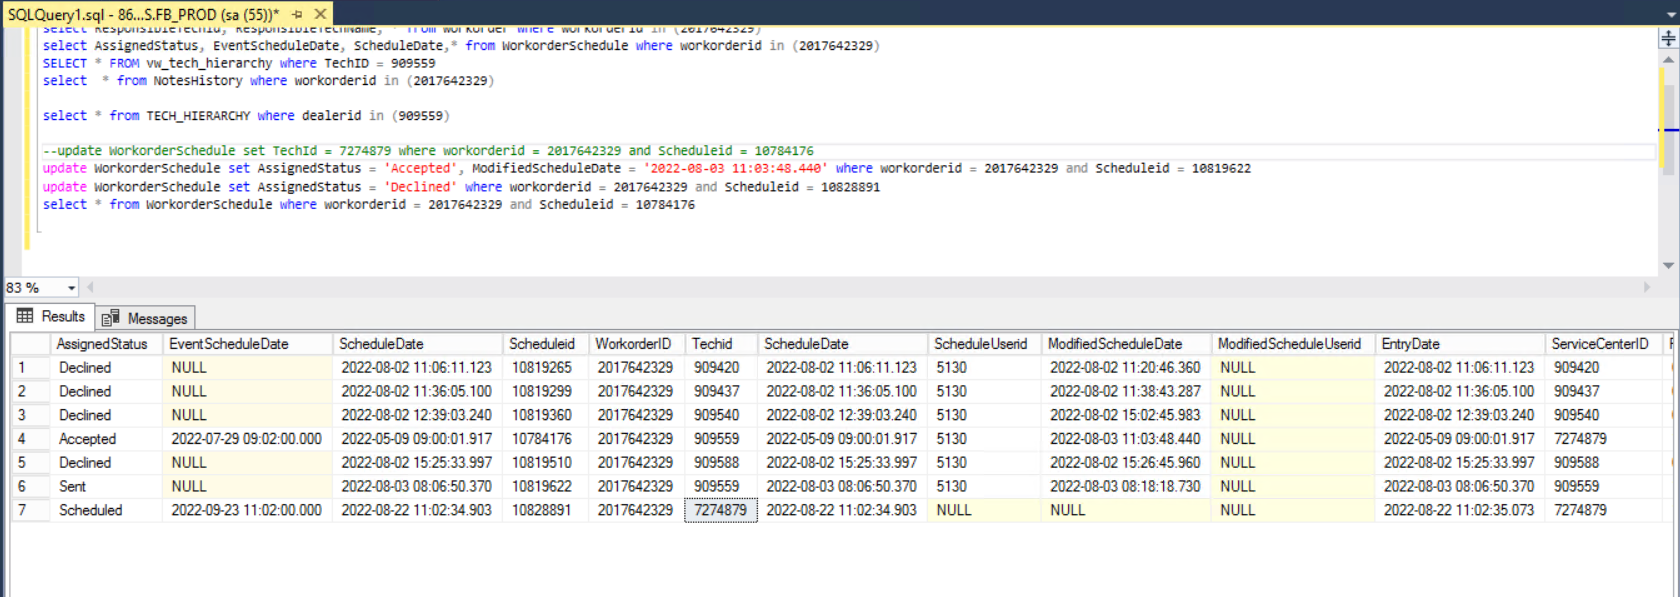 SQLQuery1.sql - 86...S.FB_PROD (sa (55))*
select ResponsibleTechid, ResponsibleTechName, * from workorder where workorderid in (2017642329)
select AssignedStatus, EventScheduleDate, ScheduleDate,* from WorkorderSchedule where workorderid in (2017642329)
SELECT * FROM vw_tech_hierarchy where TechID = 909559
select  * from NotesHistory where workorderid in (2017642329)
select * from TECH_HIERARCHY where dealerid in (909559)
--update WorkorderSchedule set TechId = 7274879 where workorderid = 2017642329 and Scheduleid = 10784176
update WorkorderSchedule set AssignedStatus = 'Accepted', ModifiedScheduleDate = '2022-08-03 11:03:48.440' where workorderid = 2017642329 and Scheduleid = 10819622
update WorkorderSchedule set AssignedStatus = 'Declined' where workorderid = 2017642329 and Scheduleid = 10828891
select * from WorkorderSchedule where workorderid = 2017642329 and Scheduleid = 10784176
83 %
Results Messages
AssignedStatus EventScheduleDate ScheduleDate Scheduleid WorkorderID Techid ScheduleDate ScheduleUserid ModifiedScheduleDate ModifiedScheduleUserid EntryDate ServiceCenterID
1 Declined NULL 2022-08-02 11:06:11.123 10819265 2017642329 909420 2022-08-02 11:06:11.123 5130 2022-08-02 11:20:46.360 NULL 2022-08-02 11:06:11.123 909420
2 Declined NULL 2022-08-02 11:36:05.100 10819299 2017642329 909437 2022-08-02 11:36:05.100 5130 2022-08-02 11:38:43.287 NULL 2022-08-02 11:36:05.100 909437
3 Declined NULL 2022-08-02 12:39:03.240 10819360 2017642329 909540 2022-08-02 12:39:03.240 5130 2022-08-02 15:02:45.983 NULL 2022-08-02 12:39:03.240 909540
4 Accepted 2022-07-29 09:02:00.000 2022-05-09 09:00:01.917 10784176 2017642329 909559 2022-05-09 09:00:01.917 5130 2022-08-03 11:03:48.440 NULL 2022-05-09 09:00:01.917 7274879
5 Declined NULL 2022-08-02 15:25:33.997 10819510 2017642329 909588 2022-08-02 15:25:33.997 5130 2022-08-02 15:26:45.960 NULL 2022-08-02 15:25:33.997 909588
6 Sent NULL 2022-08-03 08:06:50.370 10819622 2017642329 909559 2022-08-03 08:06:50.370 5130 2022-08-03 08:18:18.730 NULL 2022-08-03 08:06:50.370 909559
7 Scheduled 2022-09-23 11:02:00.000 2022-08-22 11:02:34.903 10828891 2017642329 7274879 2022-08-22 11:02:34.903 NULL NULL NULL 2022-08-22 11:02:35.073 7274879